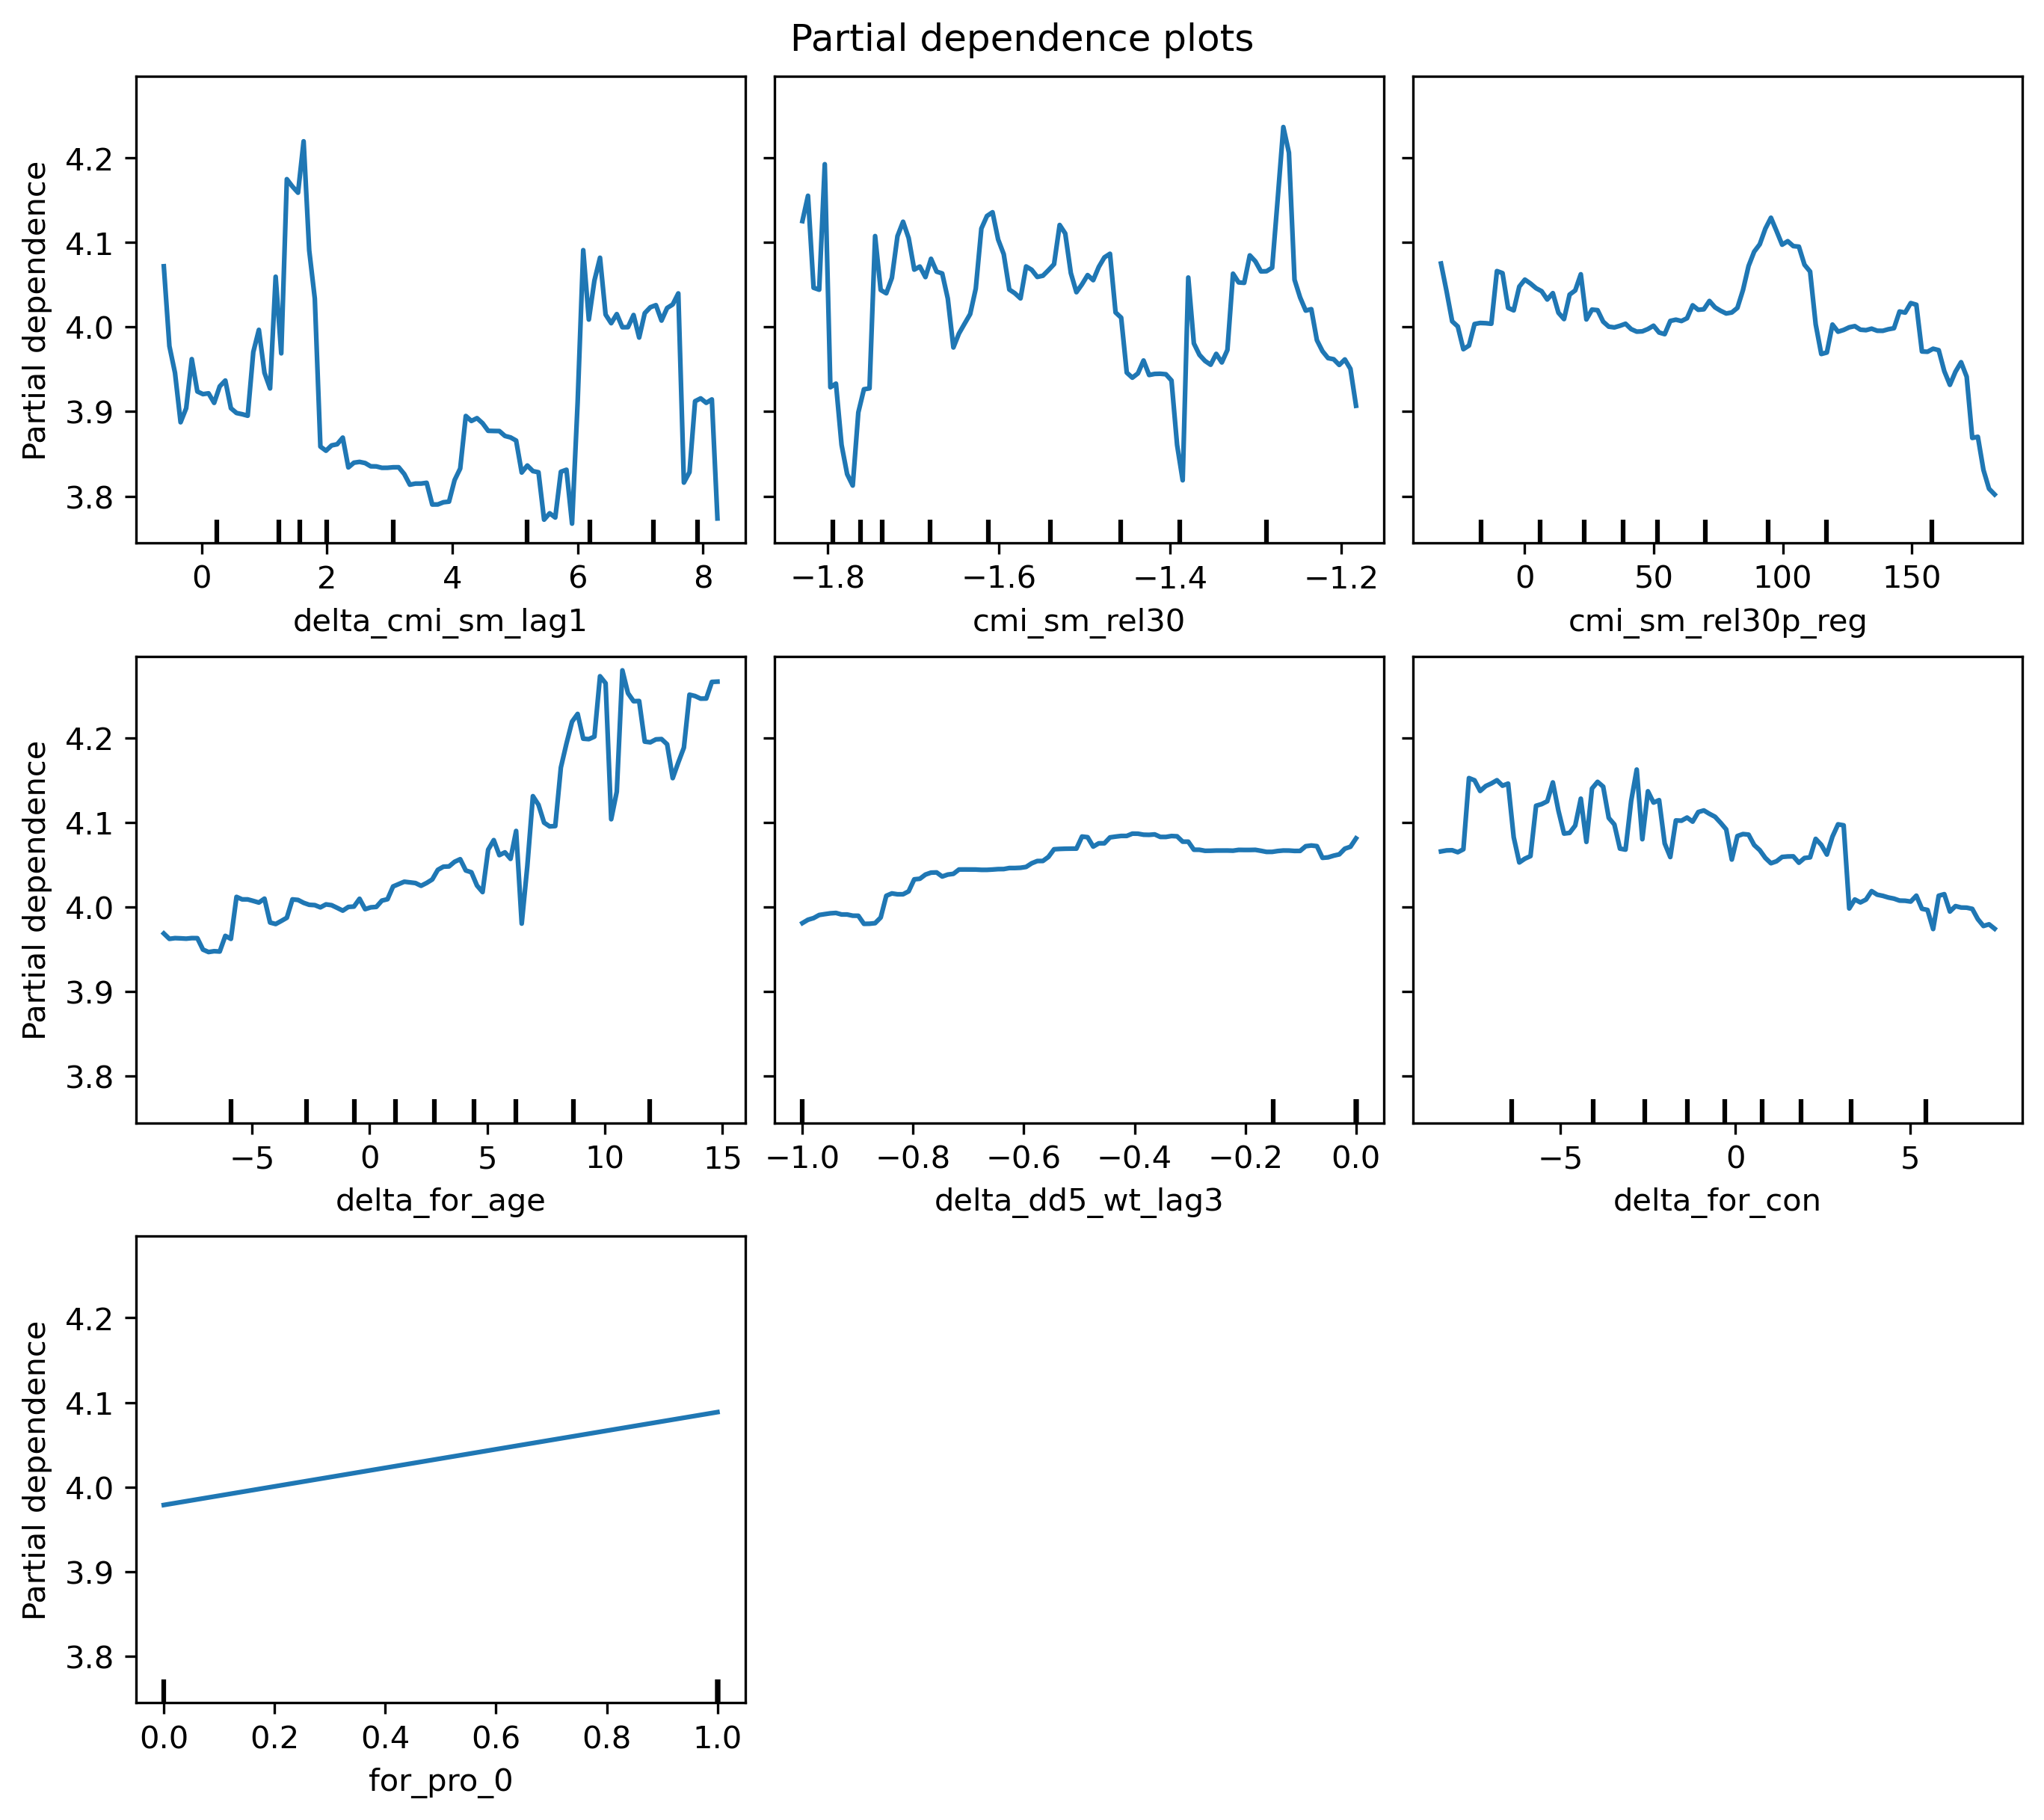 Partial dependence plots
Partial dependence
4.2
4.1
4.0
3.9
3.8
0 2 4 6 8
delta_cmi_sm_lag1
−1.8 −1.6 −1.4 −1.2
cmi_sm_rel30
0 50 100 150
cmi_sm_rel30p_reg
Partial dependence
4.2
4.1
4.0
3.9
3.8
−5 0 5 10 15
delta_for_age
−1.0 −0.8 −0.6 −0.4 −0.2 0.0
delta_dd5_wt_lag3
−5 0 5
delta_for_con
Partial dependence
4.2
4.1
4.0
3.9
3.8
0.0 0.2 0.4 0.6 0.8 1.0
for_pro_0